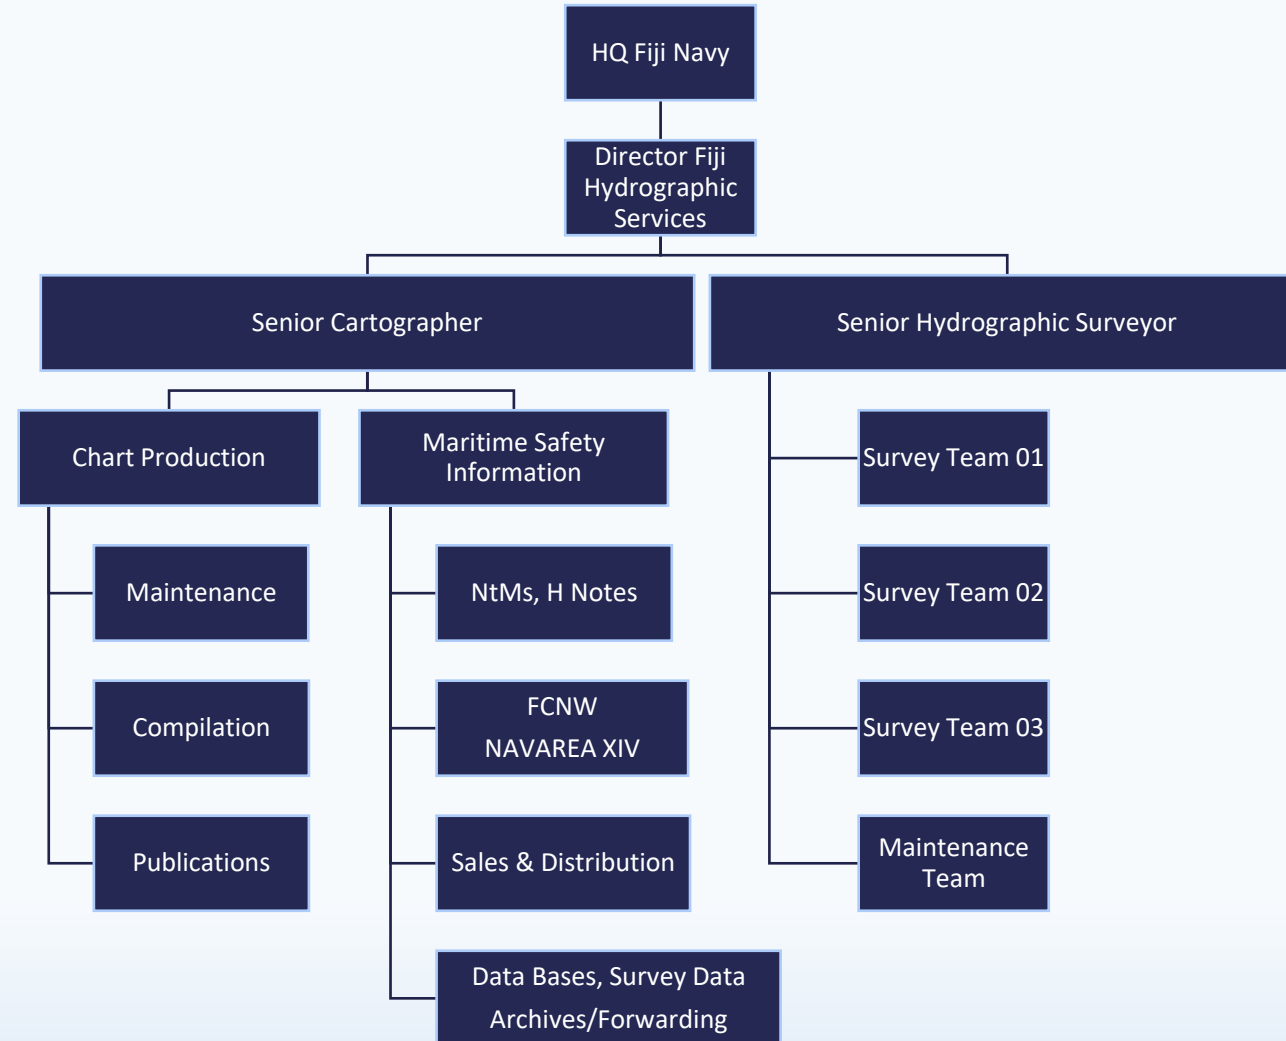 HQ Fiji Navy
Director Fiji
Hydrographic
Services
Senior Cartographer
Senior Hydrographic Surveyor
Chart Production
Maritime Safety
Information
Survey Team 01
Maintenance
NtMs, H Notes
Survey Team 02
Compilation
FCNW
NAVAREA XIV
Survey Team 03
Publications
Sales & Distribution
Maintenance
Team
Data Bases, Survey Data
Archives/Forwarding